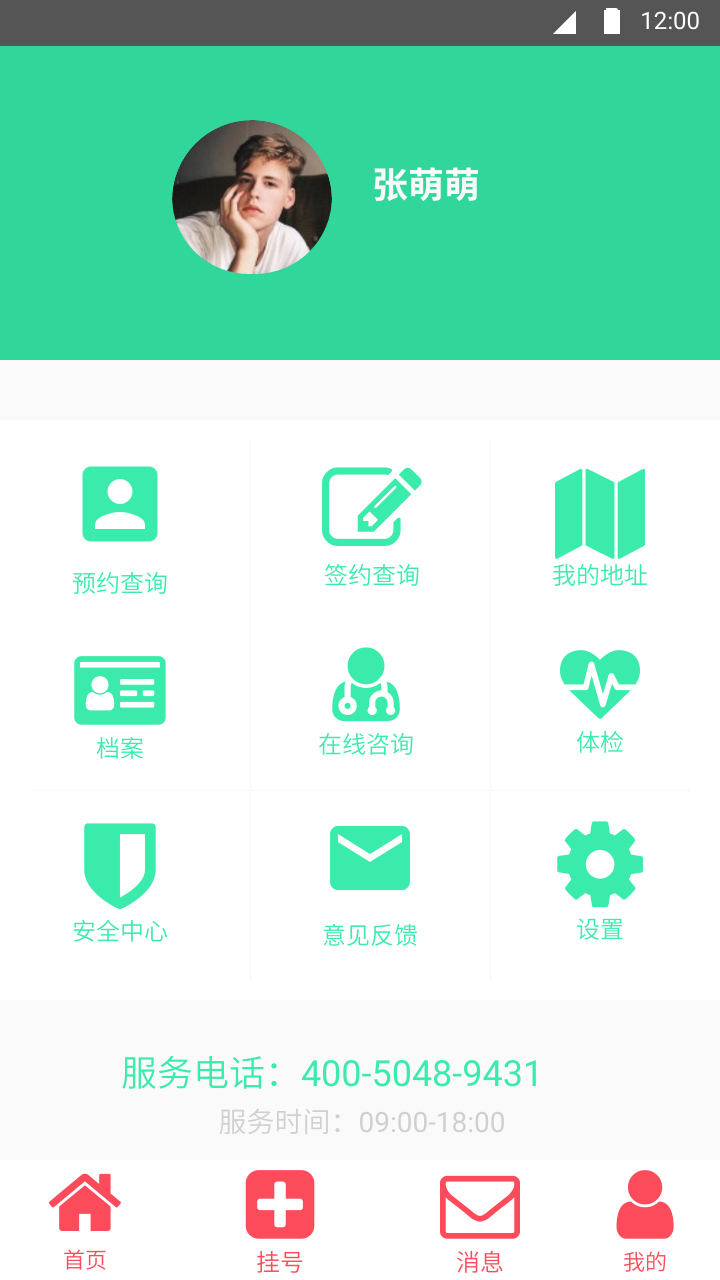 12:00
张萌萌
预约查询
签约查询
我的地址
档案
在线咨询
体检
安全中心
意见反馈
设置
服务电话：400-5048-9431
服务时间：09:00-18:00
首页
挂号
消息
我的